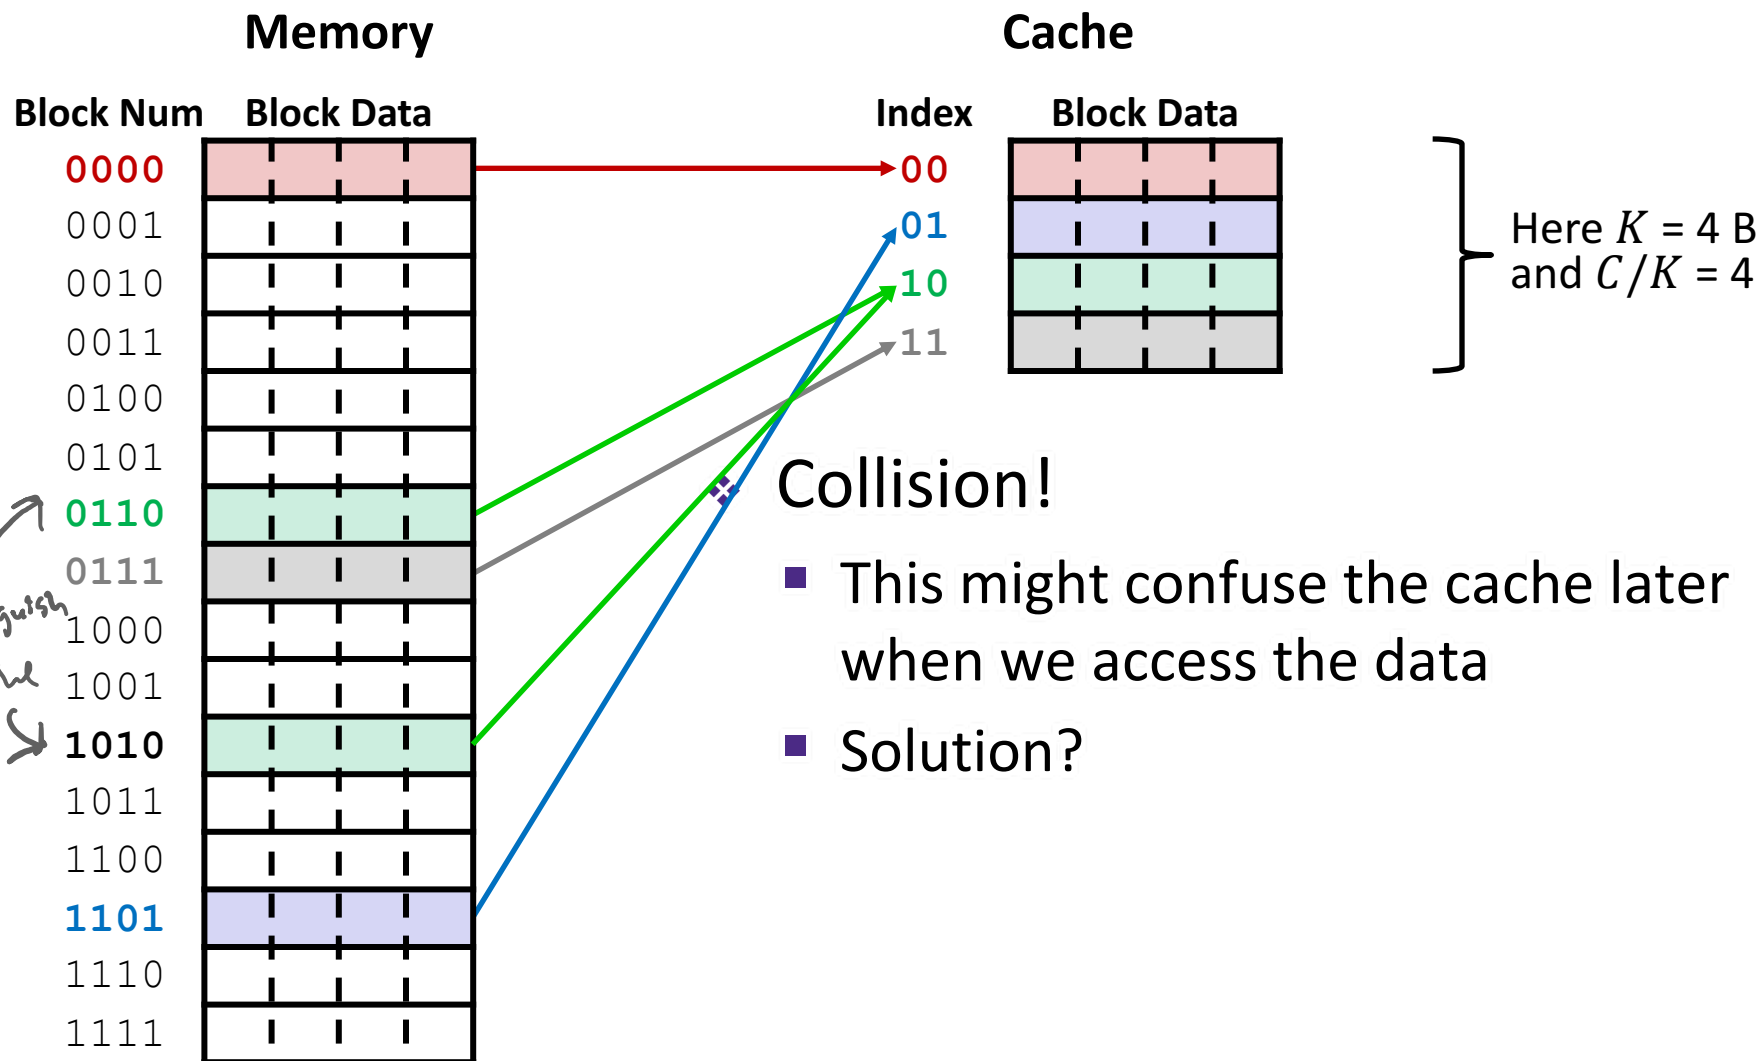 Memory
Cache
Block Num Block Data
Index Block Data
0000
0001
0010
0011
0100
0101
0110
0111
1000
1001
1010
1011
1100
1101
1110
1111
00
01
10
11
Here K = 4 B
and C/K = 4
Collision!
This might confuse the cache later
when we access the data
Solution?